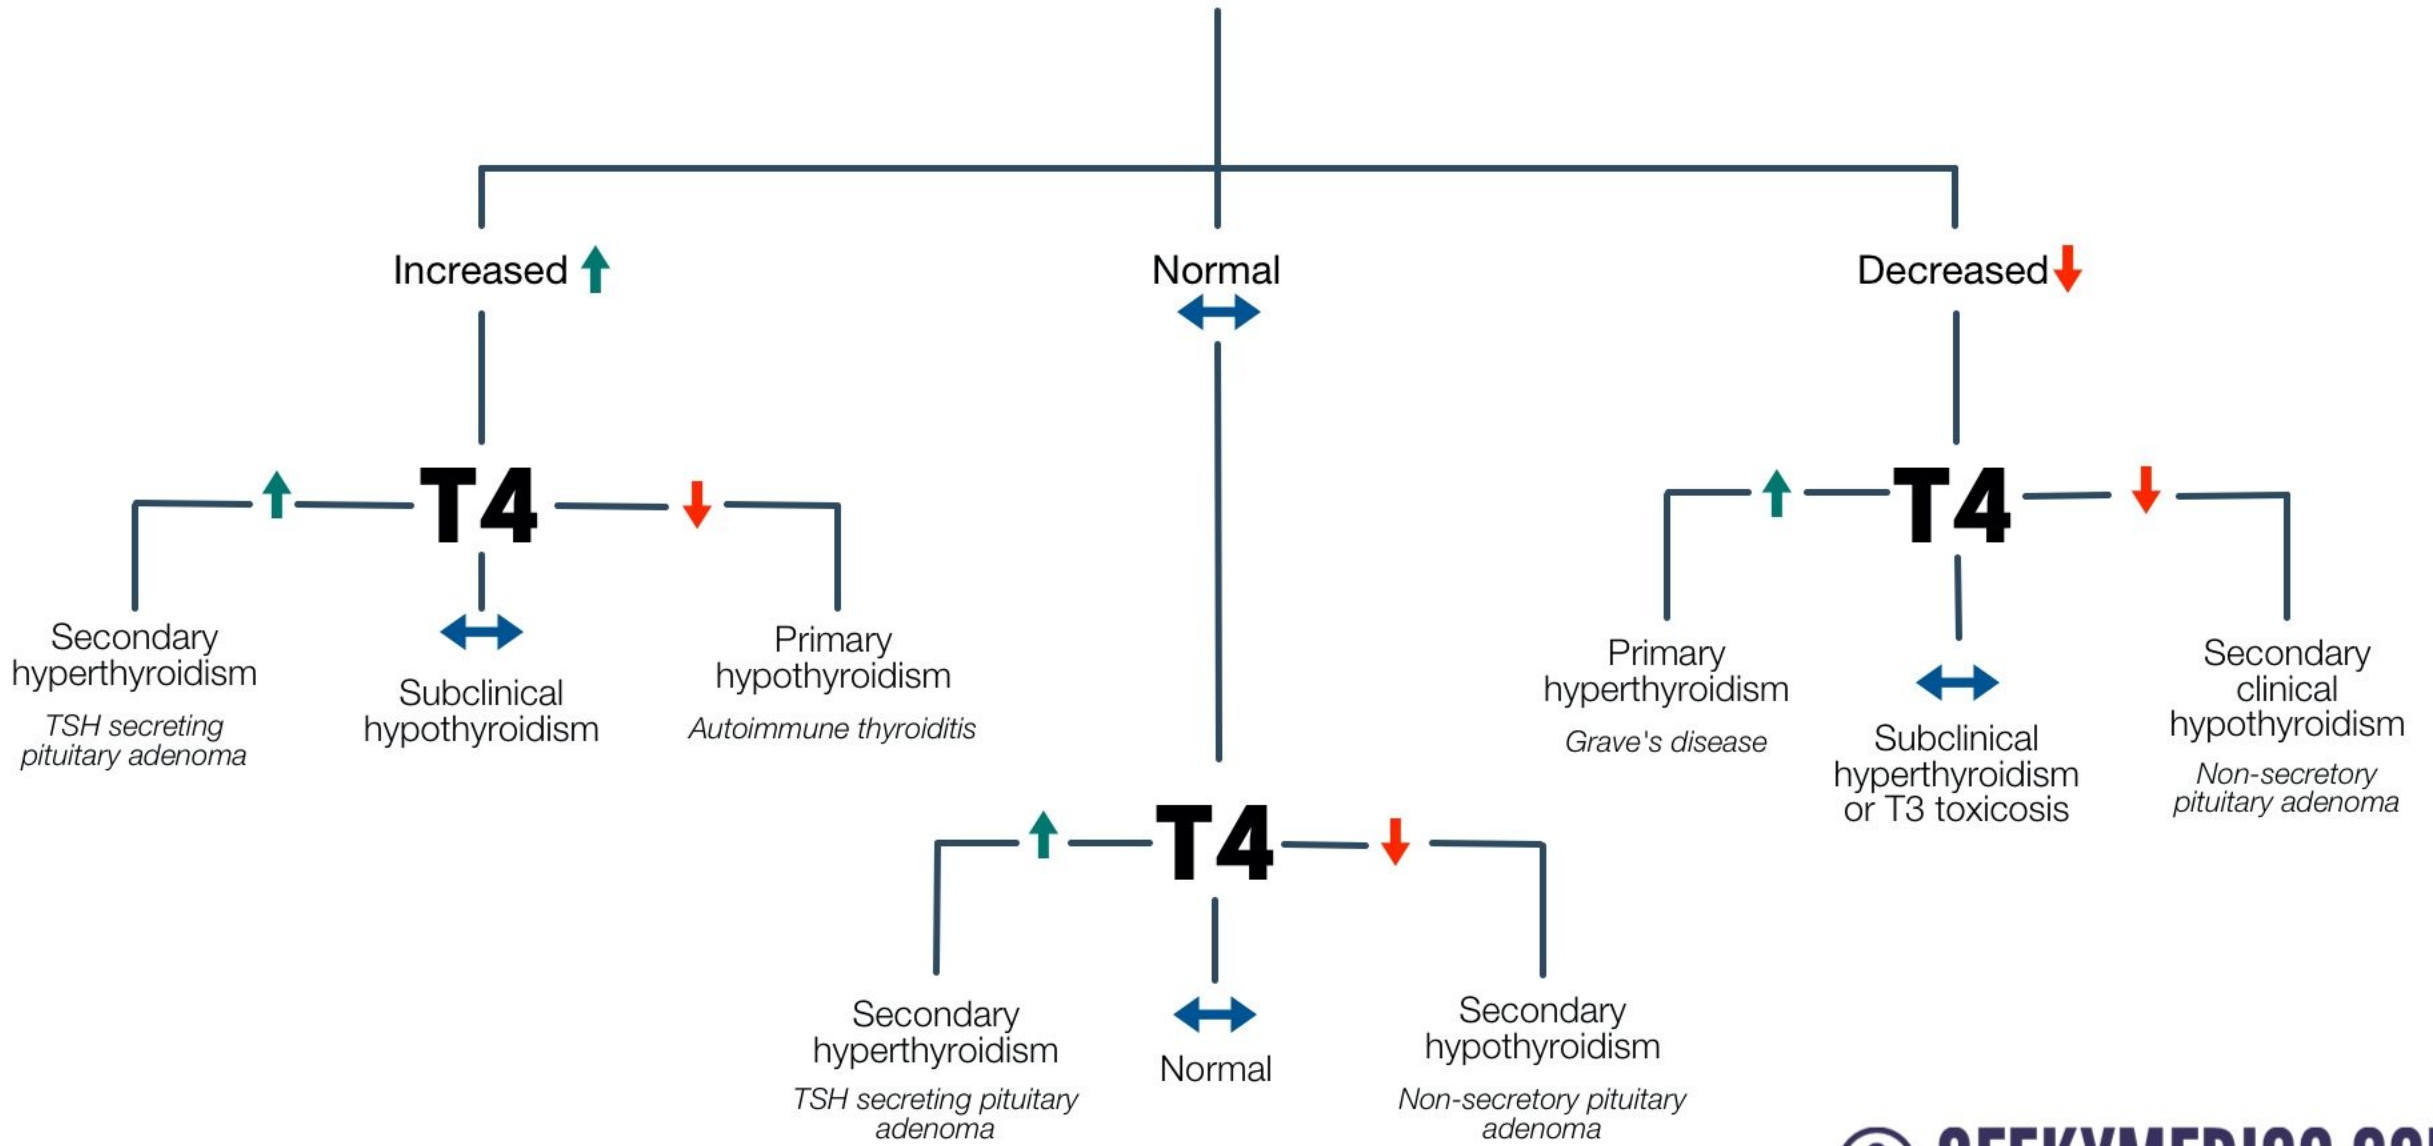 Increased
Normal
Decreased
T4
T4
Secondary
hyperthyroidism
TSH secreting
pituitary adenoma
Subclinical
hypothyroidism
Primary
hypothyroidism
Autoimmune thyroiditis
Primary
hyperthyroidism
Grave's disease
Subclinical
hyperthyroidism
or T3 toxicosis
Secondary
clinical
hypothyroidism
Non-secretory
pituitary adenoma
T4
Secondary
hyperthyroidism
TSH secreting pituitary
adenoma
Normal
Secondary
hypothyroidism
Non-secretory pituitary
adenoma